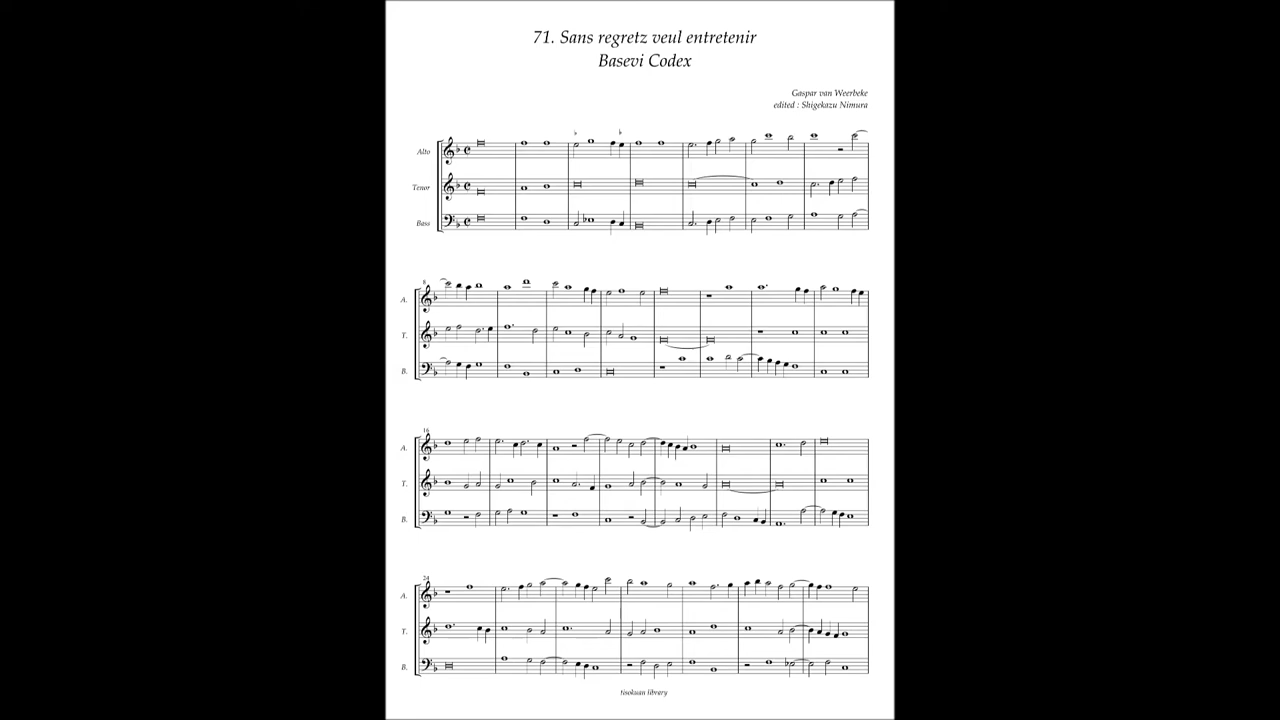 71. Sans regretz veul entretenir
Basevi Codex
Gaspar van Weerbeke
edited : Shigekazu Nimura
Alto
Tenor
Bass
8
A.
T.
B.
16
A.
T.
B.
24
A.
T.
B.
tisokuan library